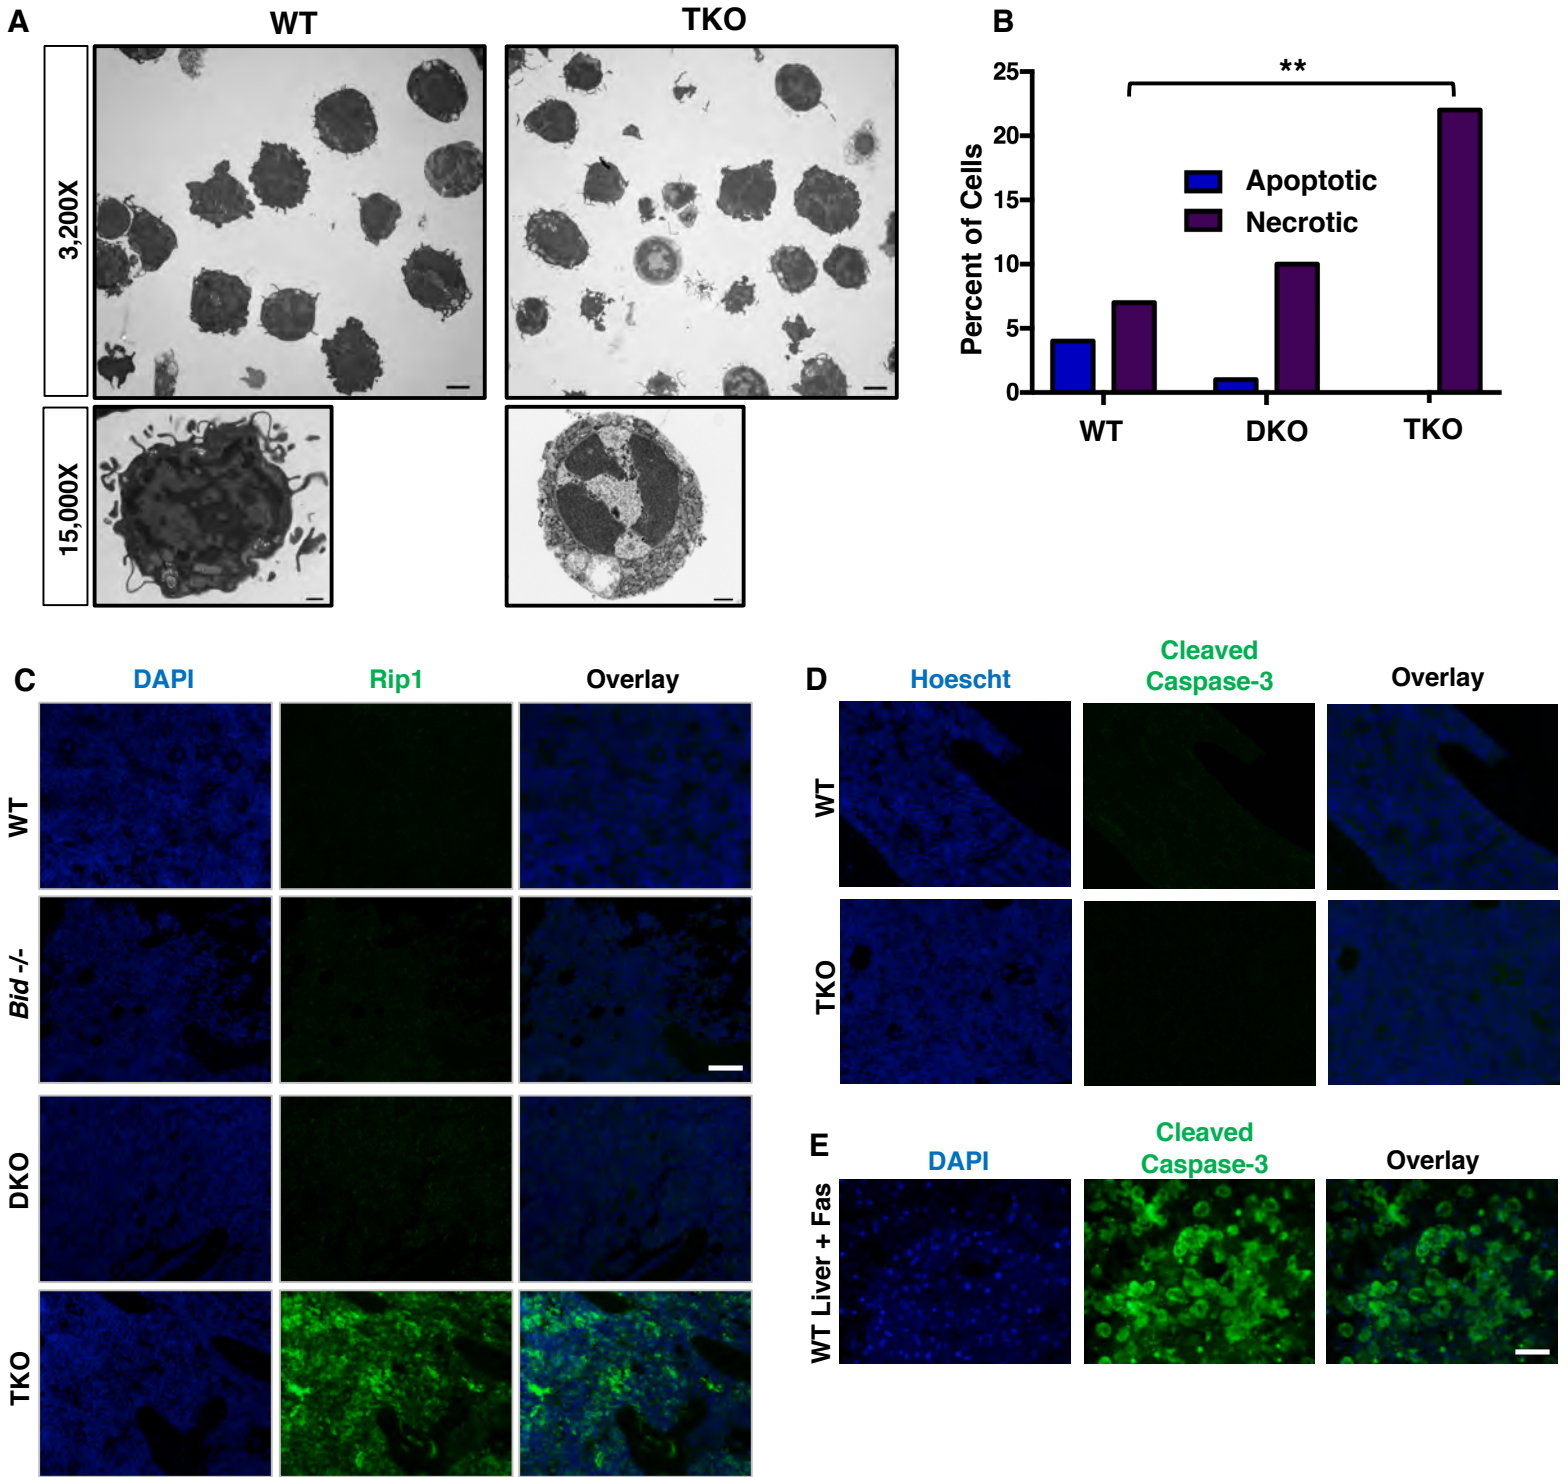 A
WT
TKO
3,200X
15,000X
B
**
25
20
15
10
5
0
Percent of Cells
Apoptotic
Necrotic
WT
DKO
TKO
C
DAPI
Rip1
Overlay
WT
Bid -/-
DKO
TKO
D
Hoescht
Cleaved
Caspase-3
Overlay
WT
TKO
E
DAPI
Cleaved
Caspase-3
Overlay
WT Liver + Fas